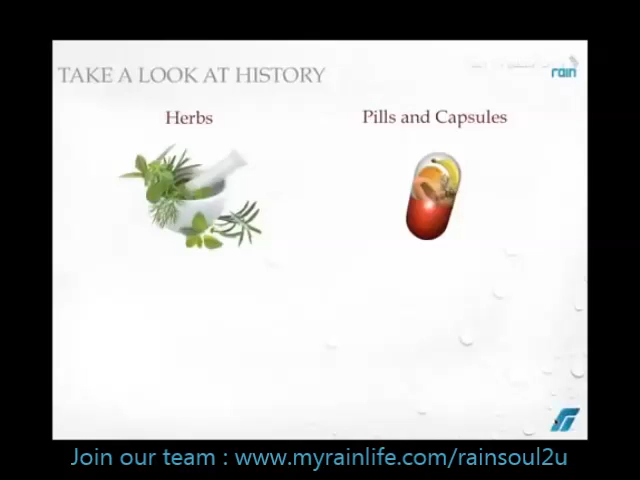 TAKE A LOOK AT HISTORY
rain
Herbs
Pills and Capsules
Join our team : www.myrainlife.com/rainsoul2u